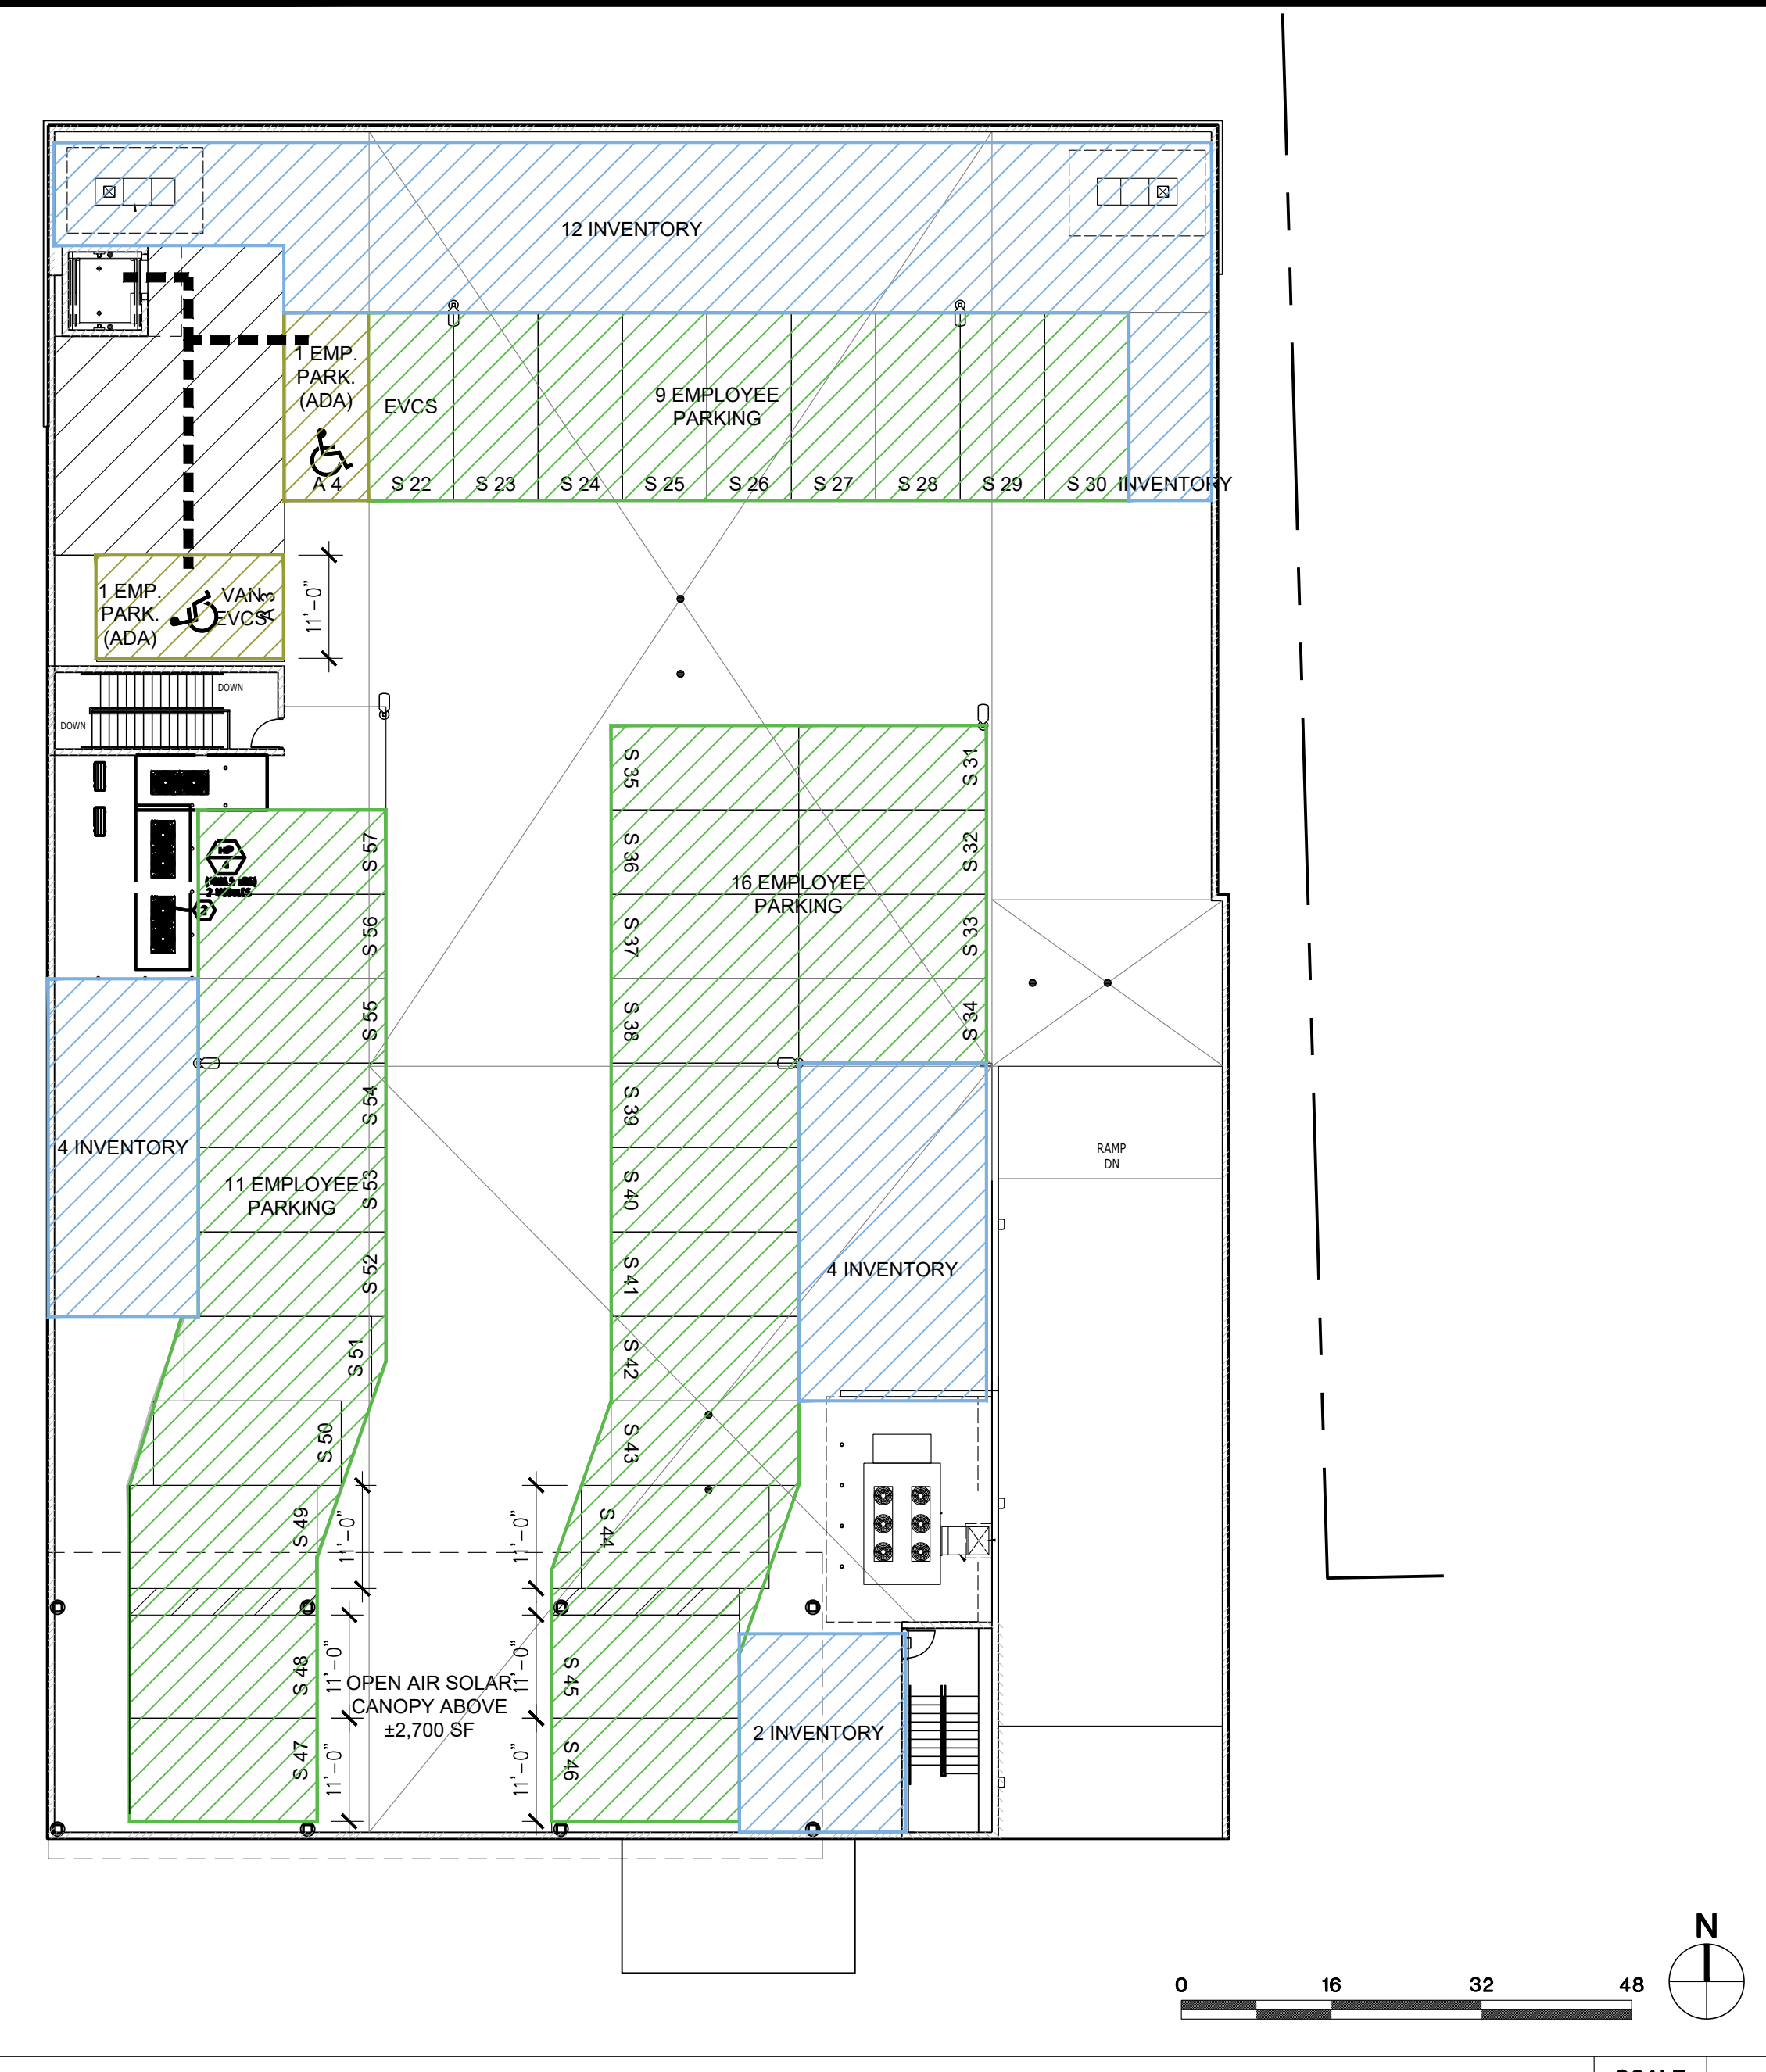 12 INVENTORY
1 EMP.
PARK.
(ADA)
A 4
EVCS
9 EMPLOYEE
PARKING
S 22
S 23
S 24
S 25
S 26
S 27
S 28
S 29
S 30
INVENTORY
1 EMP.
PARK.
(ADA)
VAN
EVCS
A 3
11'-0"
DOWN
DOWN
S 35
S 31
S 36
S 32
16 EMPLOYEE
PARKING
S 37
S 33
S 38
S 34
S 57
HP
4
2
S 56
S 55
S 54
S 53
S 52
S 51
S 50
S 49
S 48
S 47
4 INVENTORY
11 EMPLOYEE
PARKING
S 39
S 40
S 41
S 42
S 43
S 44
S 45
S 46
4 INVENTORY
RAMP
DN
11'-0"
11'-0"
11'-0"
11'-0"
11'-0"
11'-0"
OPEN AIR SOLAR
CANOPY ABOVE
±2,700 SF
2 INVENTORY
N
0 16 32 48